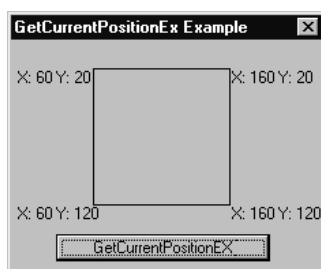 GetCurrentPositionEx Example
X: 60 Y: 20 X: 160 Y: 20
X: 60 Y: 120 X: 160 Y: 120
GetCurrentPositionEX